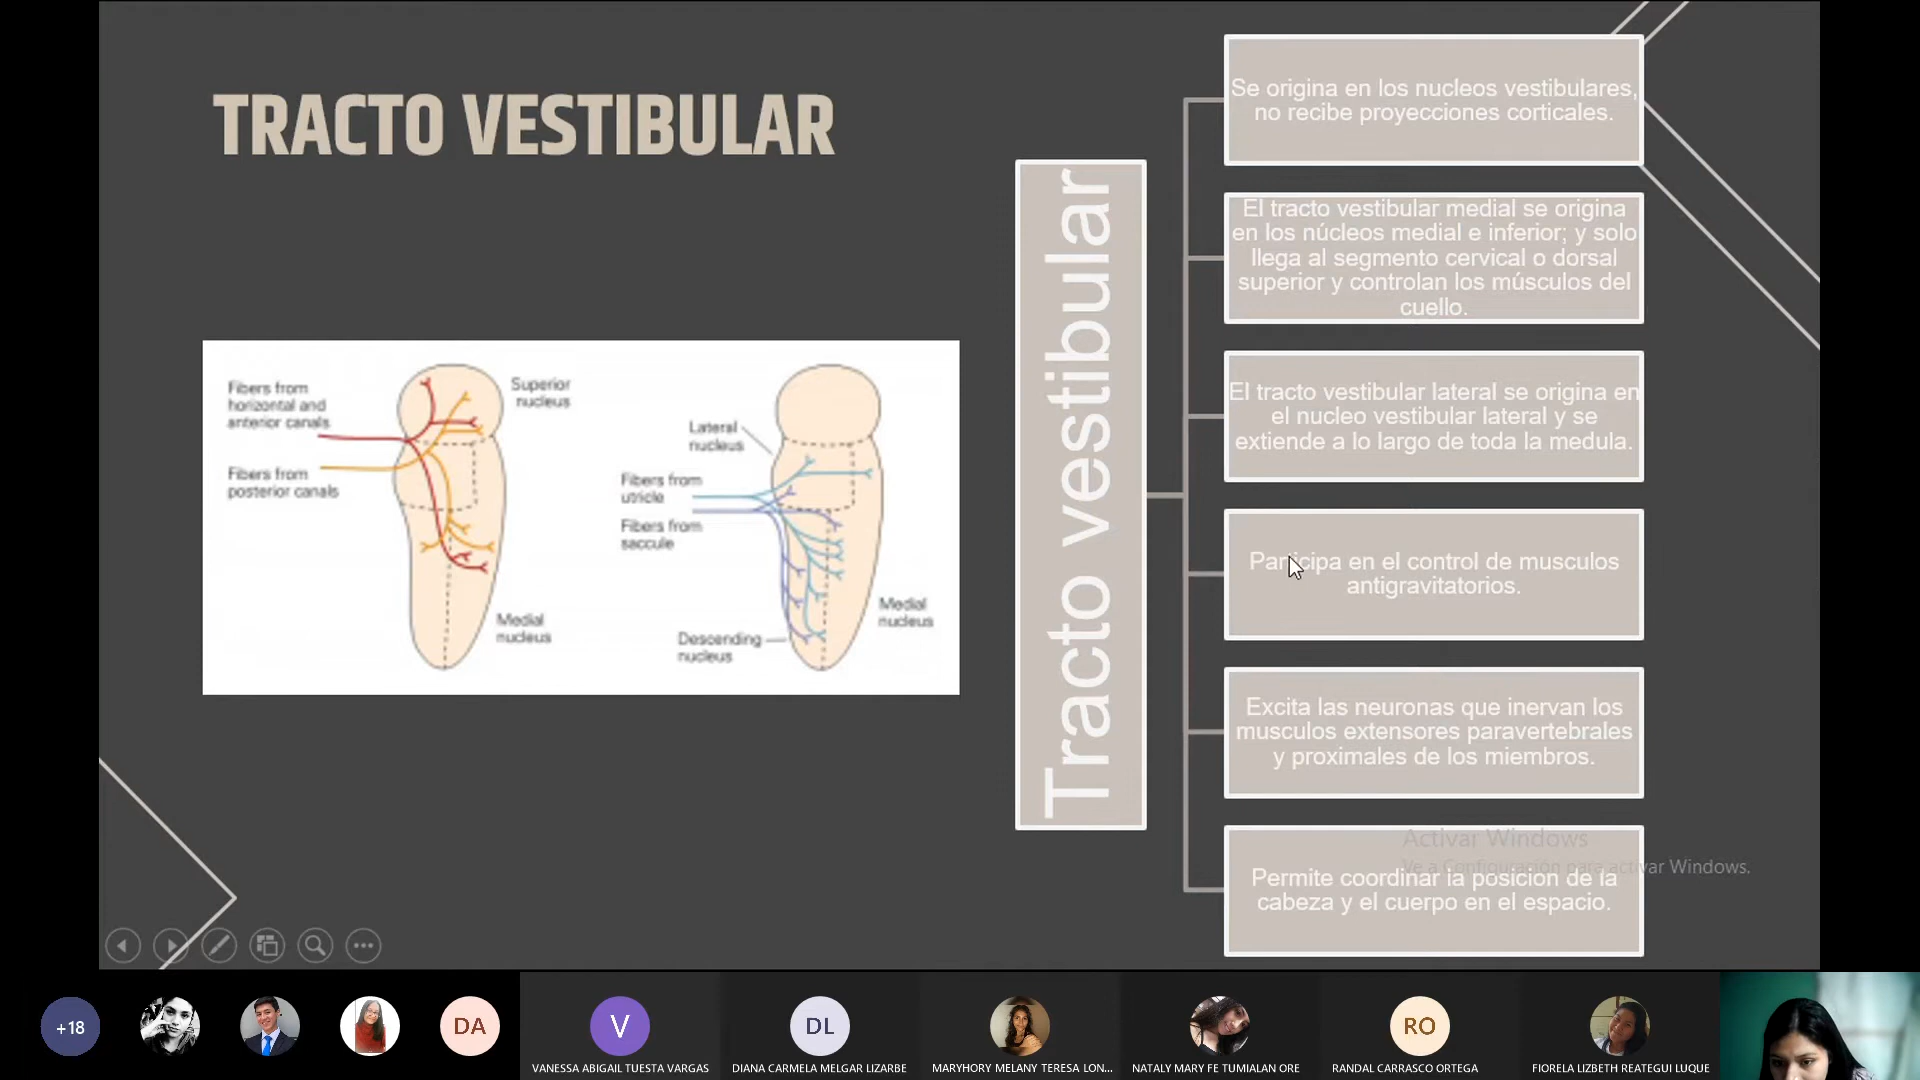 TRACTO VESTIBULAR
Fibers from
horizontal and
anterior canals
Superior
nucleus
Fibers from
posterior canals
Medial
nucleus
Lateral
nucleus
Fibers from
utricle
Fibers from
saccule
Descending
nucleus
Medial
nucleus
Tracto vestibular
Se origina en los nucleos vestibulares,
no recibe proyecciones corticales.
El tracto vestibular medial se origina
en los núcleos medial e inferior; y solo
llega al segmento cervical o dorsal
superior y controlan los músculos del
cuello.
El tracto vestibular lateral se origina en
el nucleo vestibular lateral y se
extiende a lo largo de toda la medula.
Participa en el control de musculos
antigravitatorios.
Excita las neuronas que inervan los
musculos extensores paravertebrales
y proximales de los miembros.
Activar Windows
Ve a Configuración para activar Windows.
Permite coordinar la posicion de la
cabeza y el cuerpo en el espacio.
+18
DA
V
VANESSA ABIGAIL TUESTA VARGAS
DL
DIANA CARMELA MELGAR LIZARBE
MARYHORY MELANY TERESA LON...
NATALY MARY FE TUMIALAN ORE
RO
RANDAL CARRASCO ORTEGA
FIORELA LIZBETH REATEGUI LUQUE